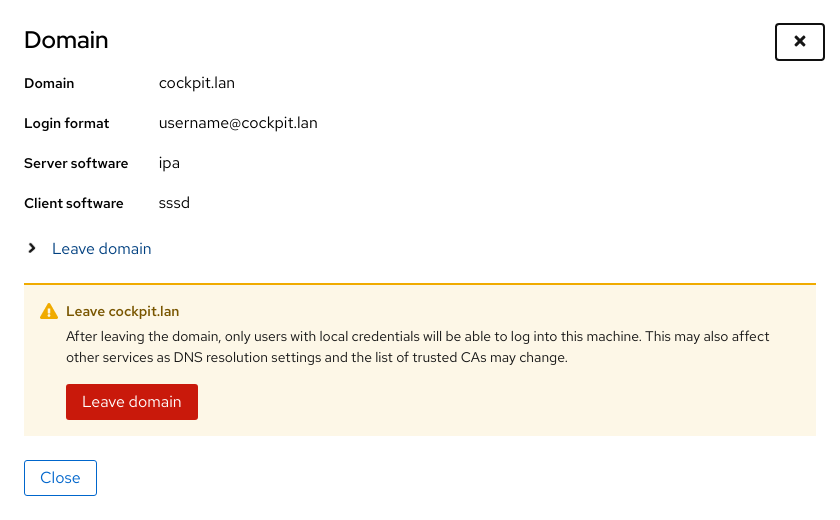 Domain
Domain cockpit.lan
Login format username@cockpit.lan
Server software ipa
Client software sssd
Leave domain
Leave cockpit.lan
After leaving the domain, only users with local credentials will be able to log into this machine. This may also affect
other services as DNS resolution settings and the list of trusted CAs may change.
Leave domain
Close